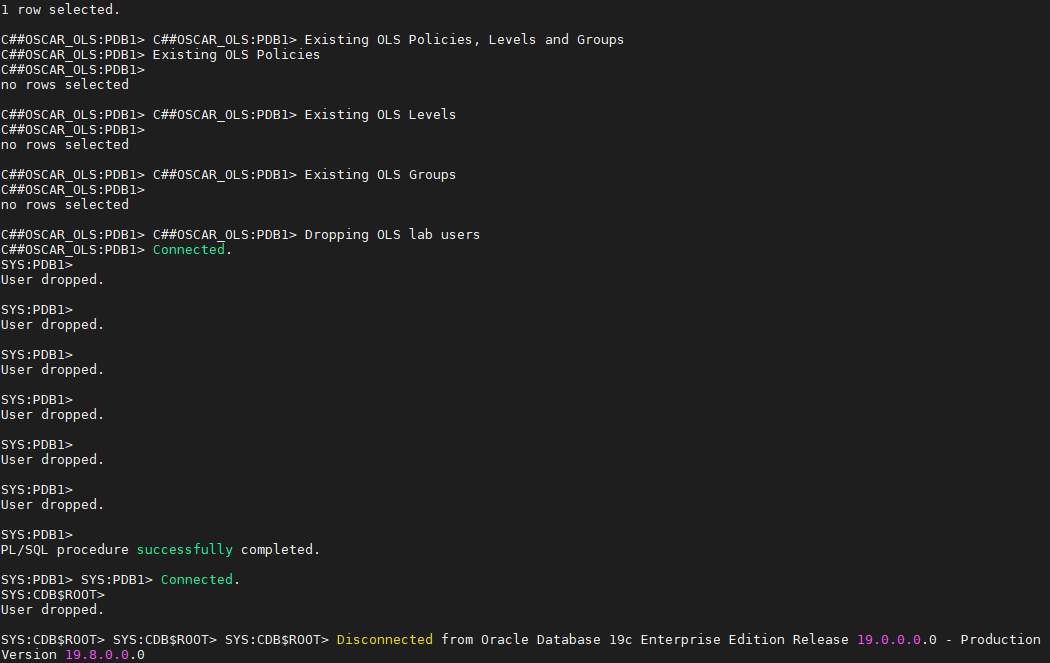 1 row selected.
C##OSCAR_OLS:PDB1> C##OSCAR_OLS:PDB1> Existing OLS Policies, Levels and Groups
C##OSCAR_OLS:PDB1> Existing OLS Policies
C##OSCAR_OLS:PDB1>
no rows selected
C##OSCAR_OLS:PDB1> C##OSCAR_OLS:PDB1> Existing OLS Levels
C##OSCAR_OLS:PDB1>
no rows selected
C##OSCAR_OLS:PDB1> C##OSCAR_OLS:PDB1> Existing OLS Groups
C##OSCAR_OLS:PDB1>
no rows selected
C##OSCAR_OLS:PDB1> C##OSCAR_OLS:PDB1> Dropping OLS lab users
C##OSCAR_OLS:PDB1> Connected.
SYS:PDB1>
User dropped.
SYS:PDB1>
User dropped.
SYS:PDB1>
User dropped.
SYS:PDB1>
User dropped.
SYS:PDB1>
User dropped.
SYS:PDB1>
User dropped.
SYS:PDB1>
PL/SQL procedure successfully completed.
SYS:PDB1> SYS:PDB1> Connected.
SYS:CDB$ROOT>
User dropped.
SYS:CDB$ROOT> SYS:CDB$ROOT> SYS:CDB$ROOT> Disconnected from Oracle Database 19c Enterprise Edition Release 19.0.0.0.0 - Production
Version 19.8.0.0.0